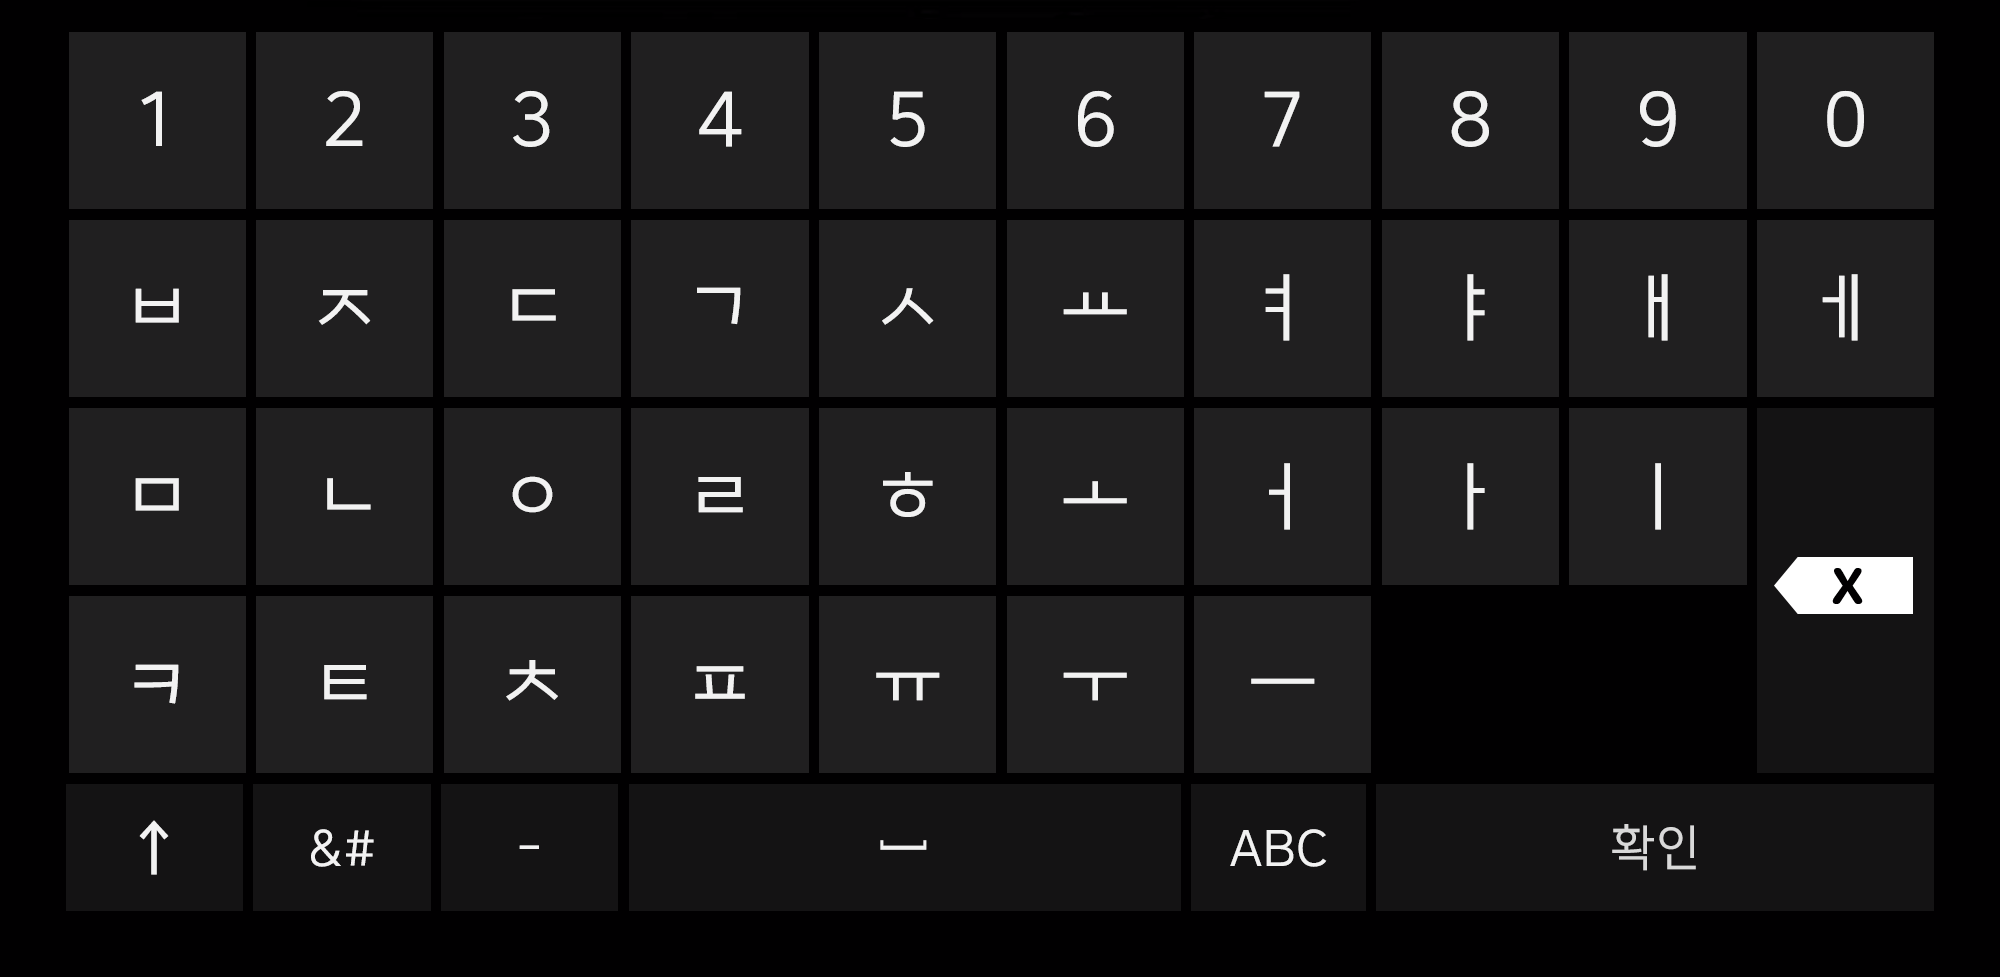 1 2 3 4 5 6 7 8 9 0
ㅂ ㅈ ㄷ ㄱ ㅅ ㅛ ㅕ ㅑ ㅐ ㅔ
ㅁ ㄴ ㅇ ㄹ ㅎ ㅗ ㅓ ㅏ ㅣ
X
ㅋ ㅌ ㅊ ㅍ ㅠ ㅜ ㅡ
↑ &# - ABC 확인